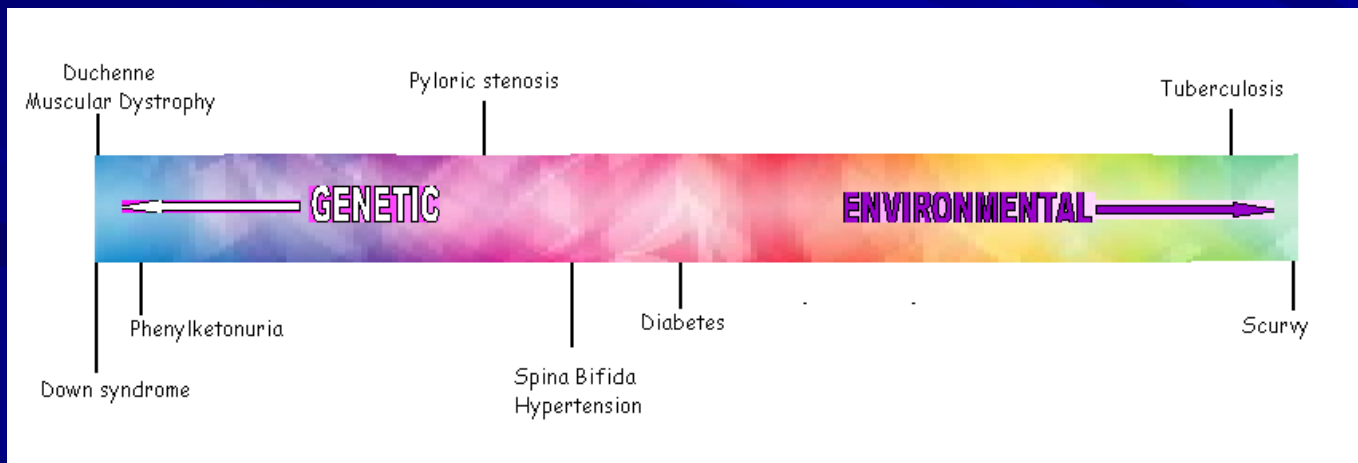 Duchenne
Muscular Dystrophy
Pyloric stenosis
Tuberculosis
GENETIC
ENVIRONMENTAL
Phenylketonuria
Diabetes
Scurvy
Down syndrome
Spina Bifida
Hypertension